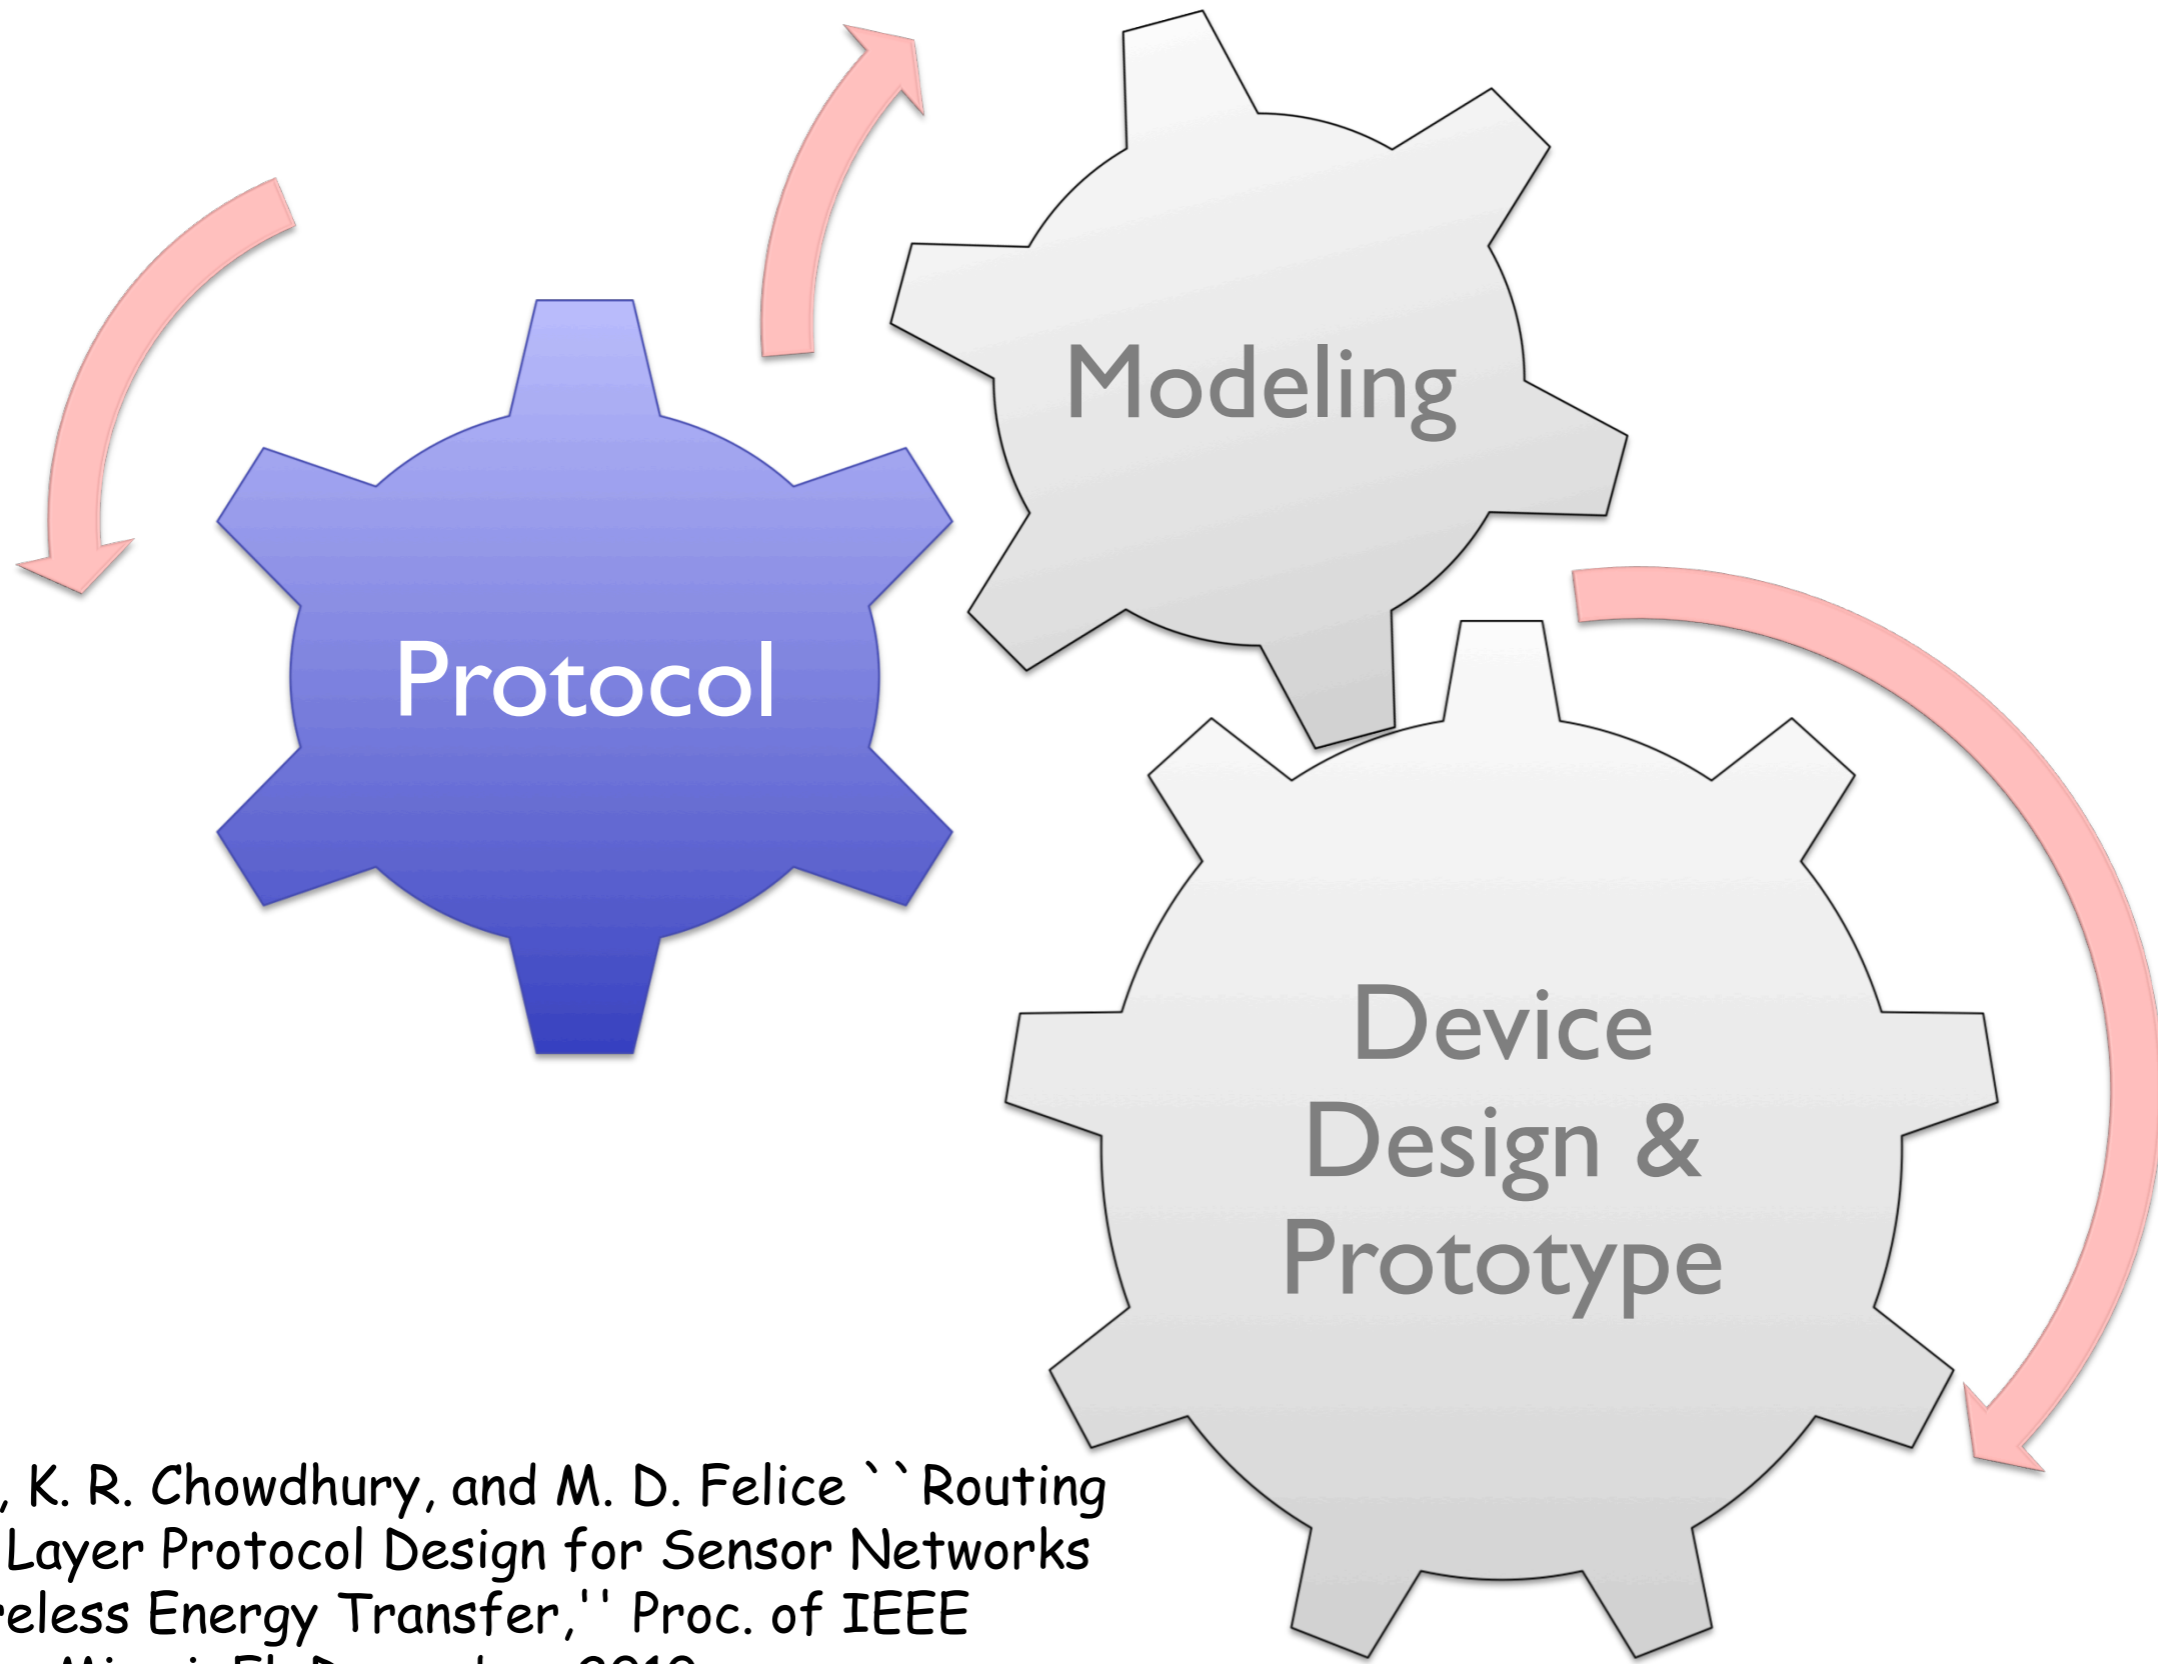 Modeling
Protocol
Device
Design &
Prototype
, K. R. Chowdhury, and M. D. Felice ``Routing
Layer Protocol Design for Sensor Networks
Energy Transfer,'' Proc. of IEEE